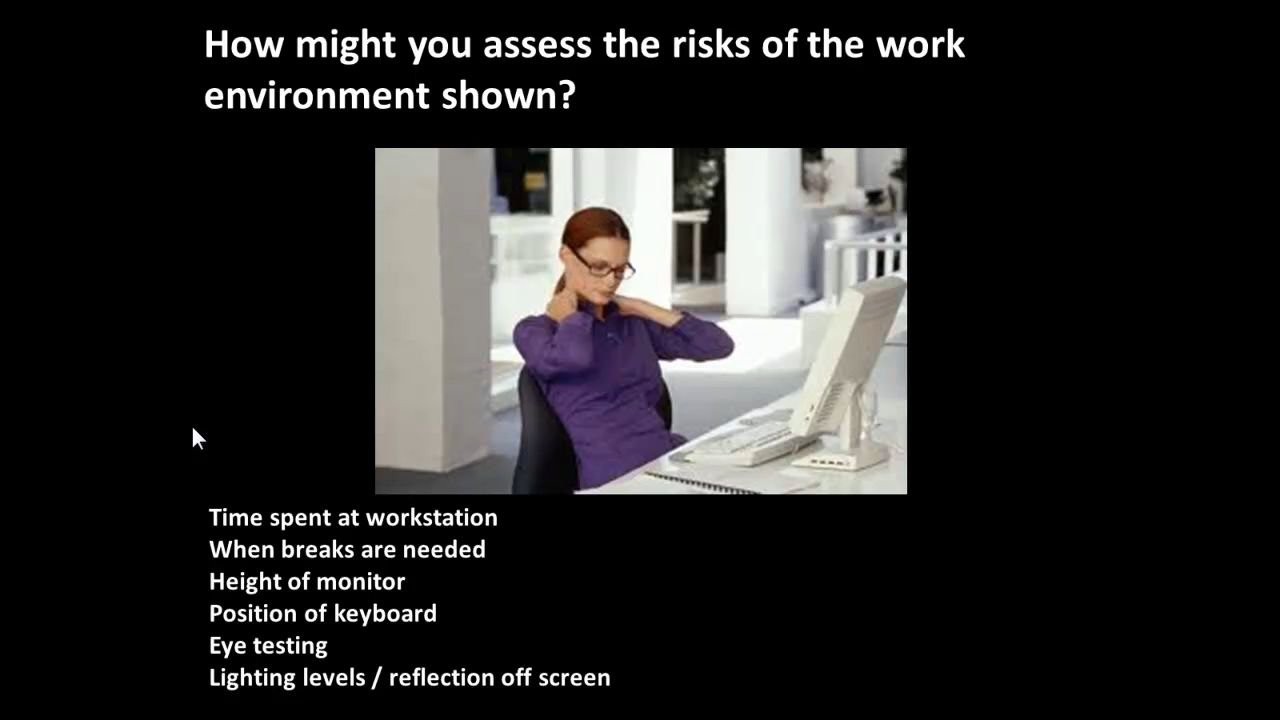 How might you assess the risks of the work
environment shown?
Time spent at workstation
When breaks are needed
Height of monitor
Position of keyboard
Eye testing
Lighting levels / reflection off screen